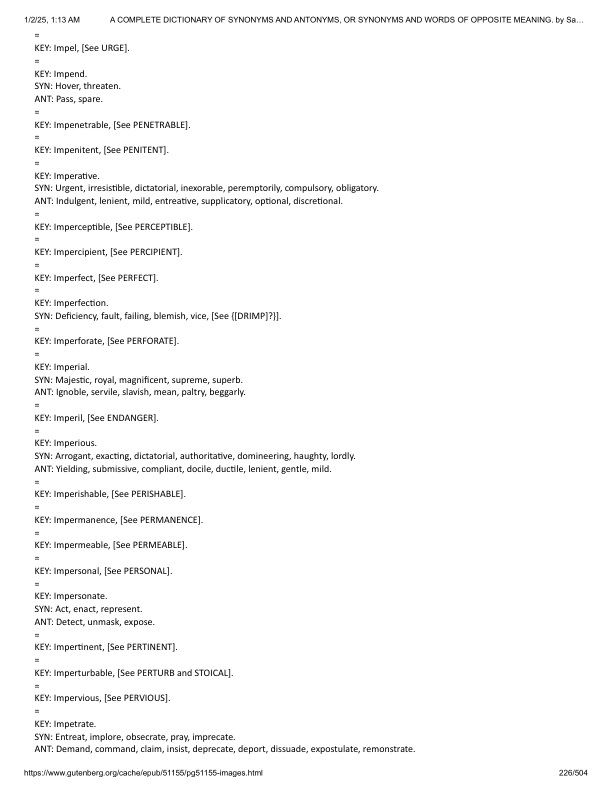 1/2/25, 1:13 AM A COMPLETE DICTIONARY OF SYNONYMS AND ANTONYMS, OR SYNONYMS AND WORDS OF OPPOSITE MEANING. by Sa…
=
KEY: Impel, [See URGE].
=
KEY: Impend.
SYN: Hover, threaten.
ANT: Pass, spare.
=
KEY: Impenetrable, [See PENETRABLE].
=
KEY: Impenitent, [See PENITENT].
=
KEY: Imperative.
SYN: Urgent, irresistible, dictatorial, inexorable, peremptorily, compulsory, obligatory.
ANT: Indulgent, lenient, mild, entreative, supplicatory, optional, discretional.
=
KEY: Imperceptible, [See PERCEPTIBLE].
=
KEY: Impercipient, [See PERCIPIENT].
=
KEY: Imperfect, [See PERFECT].
=
KEY: Imperfection.
SYN: Deficiency, fault, failing, blemish, vice, [See {[DRIMP]?}].
=
KEY: Imperforate, [See PERFORATE].
=
KEY: Imperial.
SYN: Majestic, royal, magnificent, supreme, superb.
ANT: Ignoble, servile, slavish, mean, paltry, beggarly.
=
KEY: Imperil, [See ENDANGER].
=
KEY: Imperious.
SYN: Arrogant, exacting, dictatorial, authoritative, domineering, haughty, lordly.
ANT: Yielding, submissive, compliant, docile, ductile, lenient, gentle, mild.
=
KEY: Imperishable, [See PERISHABLE].
=
KEY: Impermanence, [See PERMANENCE].
=
KEY: Impermeable, [See PERMEABLE].
=
KEY: Impersonal, [See PERSONAL].
=
KEY: Impersonate.
SYN: Act, enact, represent.
ANT: Detect, unmask, expose.
=
KEY: Impertinent, [See PERTINENT].
=
KEY: Imperturbable, [See PERTURB and STOICAL].
=
KEY: Impervious, [See PERVIOUS].
=
KEY: Impetrate.
SYN: Entreat, implore, obsecrate, pray, imprecate.
ANT: Demand, command, claim, insist, deprecate, deport, dissuade, expostulate, remonstrate.
https://www.gutenberg.org/cache/epub/51155/pg51155-images.html 226/504